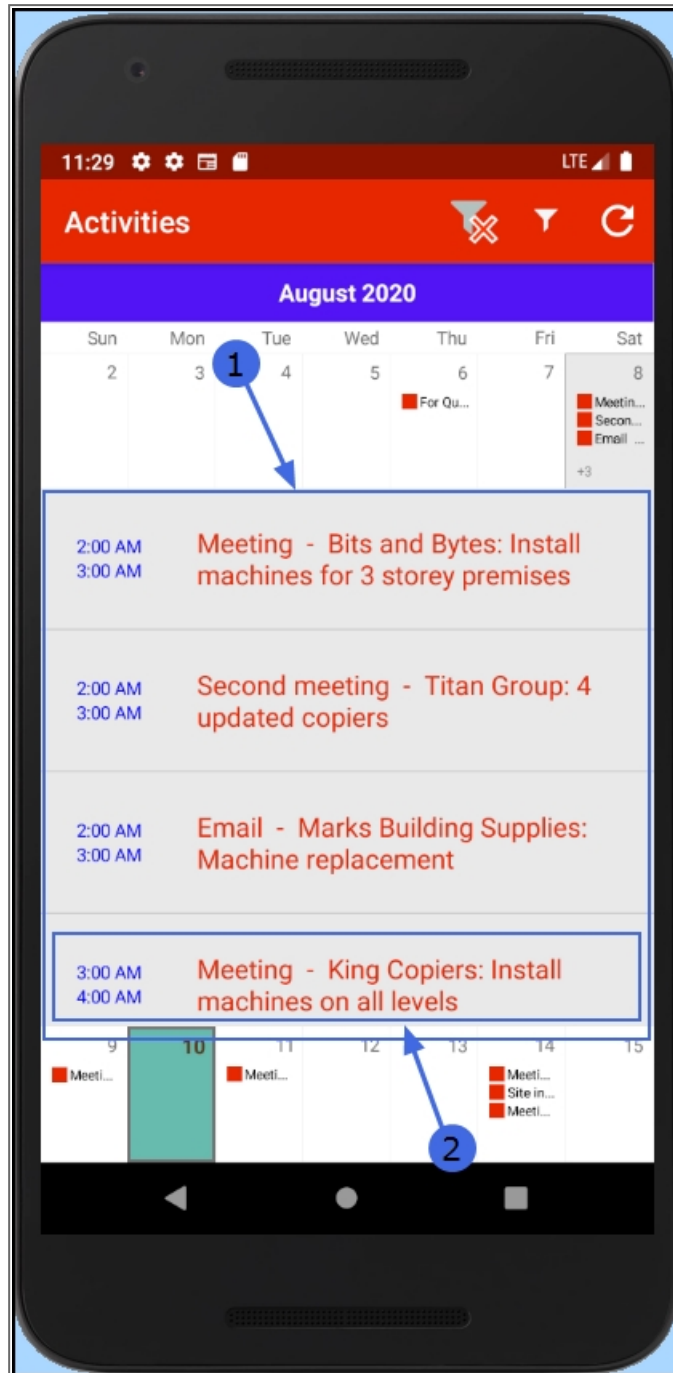 11:29 LTE
Activities
August 2020
Sun Mon Tue Wed Thu Fri Sat
2 3 4 5 6 7 8
1
For Qu...
Meetin...
Secon...
Email ...
+3
2:00 AM
3:00 AM
Meeting - Bits and Bytes: Install
machines for 3 storey premises
2:00 AM
3:00 AM
Second meeting - Titan Group: 4
updated copiers
2:00 AM
3:00 AM
Email - Marks Building Supplies:
Machine replacement
3:00 AM
4:00 AM
Meeting - King Copiers: Install
machines on all levels
9 10 11 12 13 14 15
Meeti...
Meeti...
Meeti...
Site in...
Meeti...
2